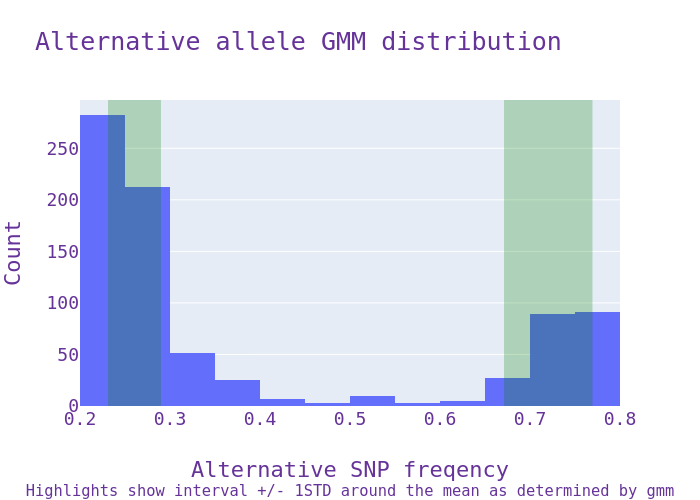 Alternative allele GMM distribution
250
200
150
100
50
0
Count
0.2 0.3 0.4 0.5 0.6 0.7 0.8
Alternative SNP freqency
Highlights show interval +/- 1STD around the mean as determined by gmm